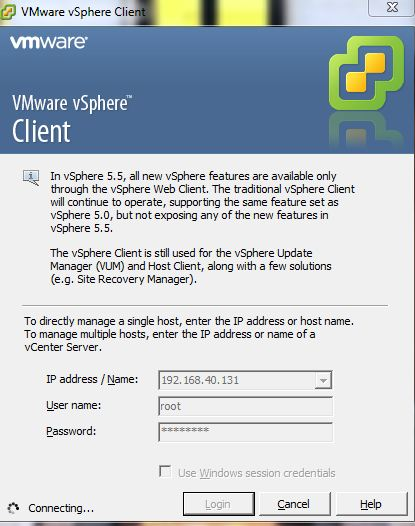 VMware vSphere Client
vmware®
VMware vSphere™
Client
In vSphere 5.5, all new vSphere features are available only
through the vSphere Web Client. The traditional vSphere Client
will continue to operate, supporting the same feature set as
vSphere 5.0, but not exposing any of the new features in
vSphere 5.5.
The vSphere Client is still used for the vSphere Update
Manager (VUM) and Host Client, along with a few solutions
(e.g. Site Recovery Manager).
To directly manage a single host, enter the IP address or host name.
To manage multiple hosts, enter the IP address or name of a
vCenter Server.
IP address / Name: 192.168.40.131
User name: root
Password: ********
Use Windows session credentials
Connecting... Login Cancel Help